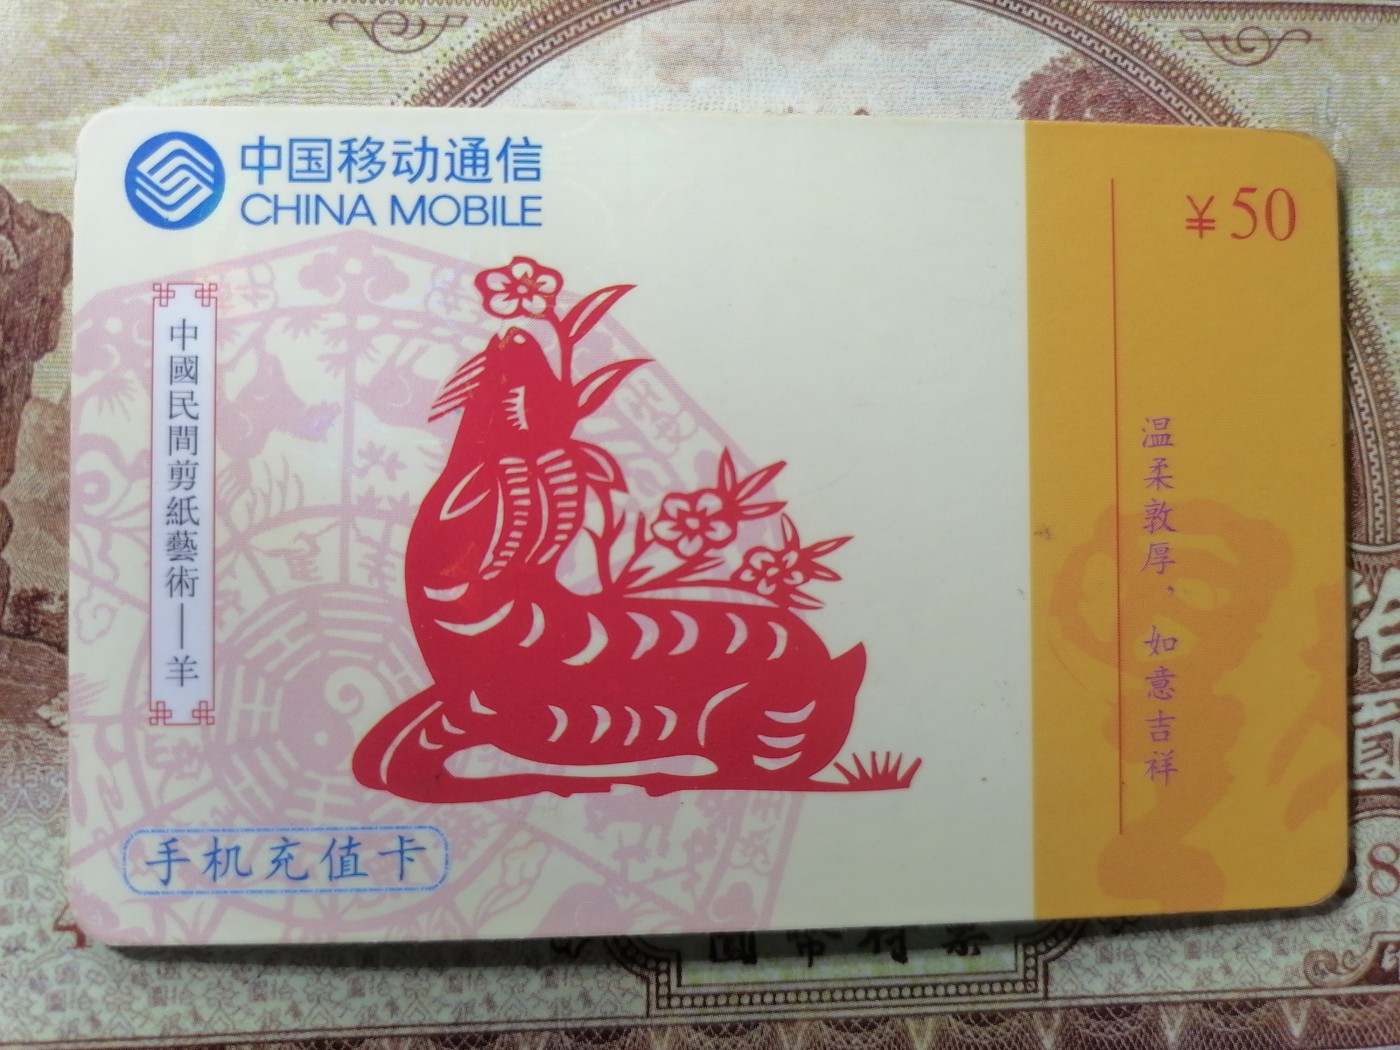 中国移动通信
CHINA MOBILE
¥50
中國民間剪紙藝術——羊
温柔敦厚，如意吉祥
手机充值卡